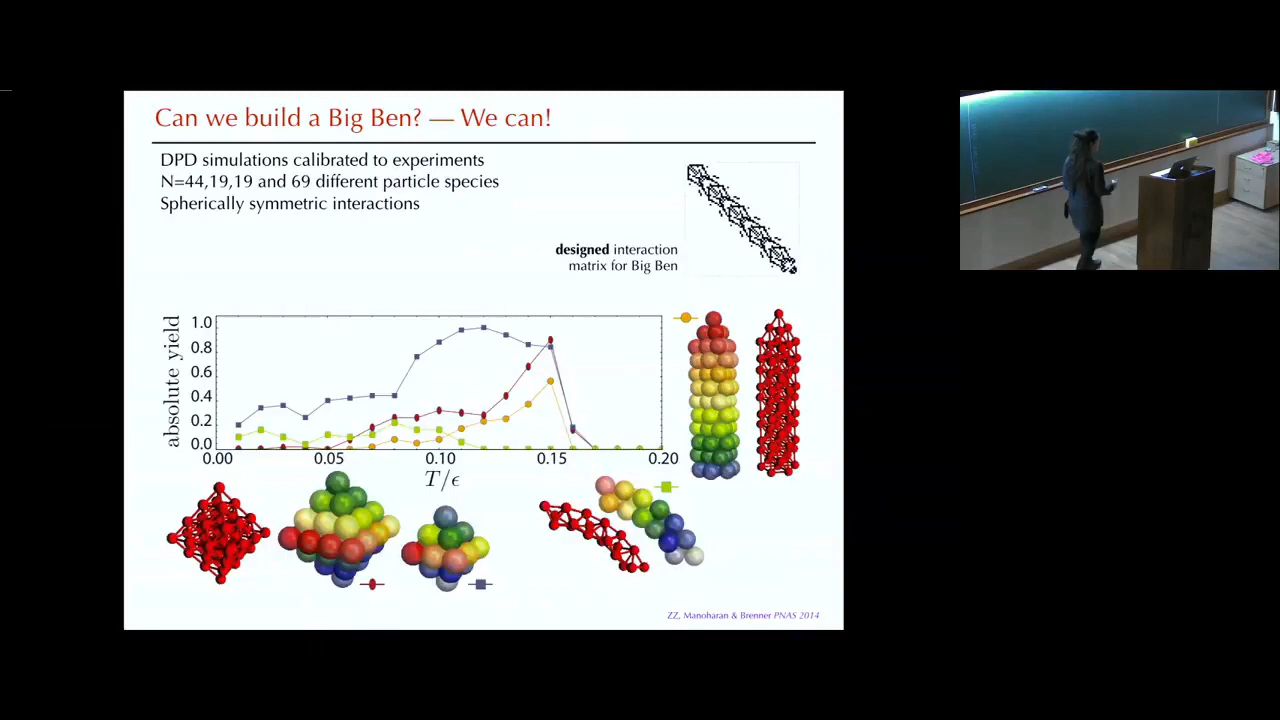 Can we build a Big Ben? — We can!
DPD simulations calibrated to experiments
N=44,19,19 and 69 different particle species
Spherically symmetric interactions
designed interaction
matrix for Big Ben
absolute yield
1.0
0.8
0.6
0.4
0.2
0.0
0.00 0.05 0.10 0.15 0.20
T/ϵ
ZZ, Manoharan & Brenner PNAS 2014